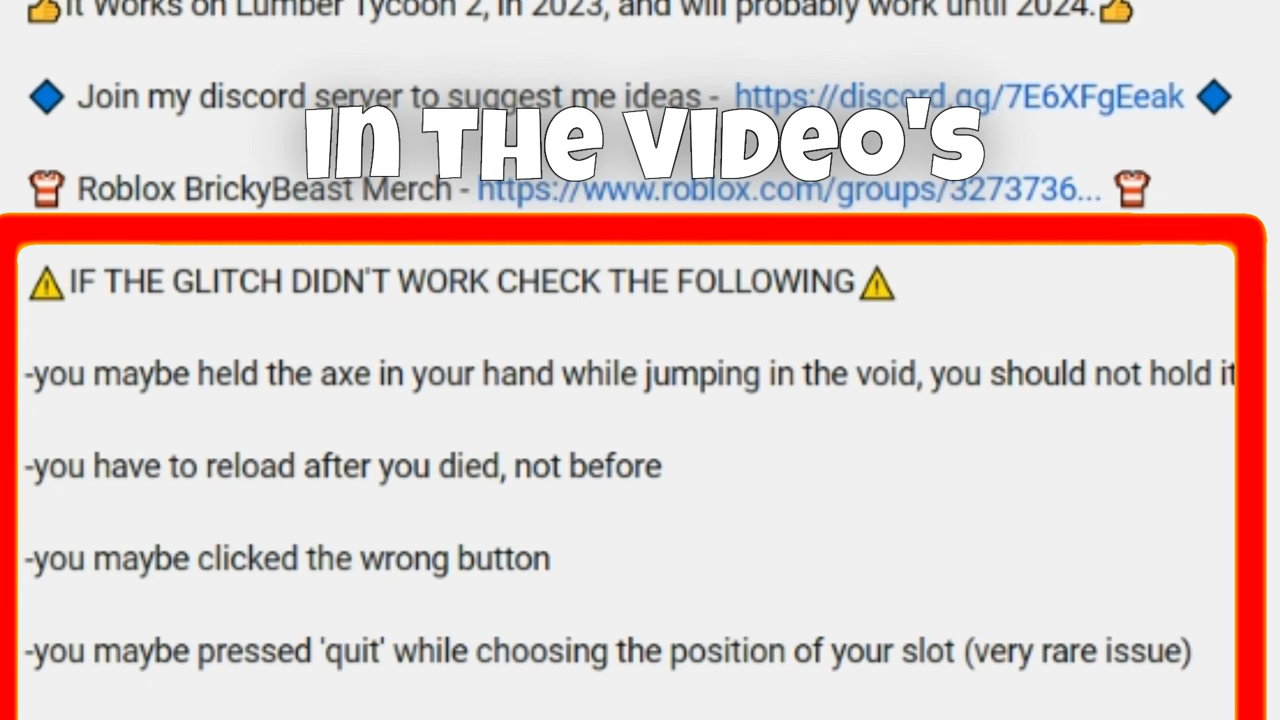 👍It Works on Lumber Tycoon 2, in 2023, and will probably work until 2024.👍
🔷 Join my discord server to suggest me ideas - https://discord.gg/7E6XFgEeak 🔷
In The Video's
Roblox BrickyBeast Merch - https://www.roblox.com/groups/3273736...
⚠IF THE GLITCH DIDN'T WORK CHECK THE FOLLOWING⚠
-you maybe held the axe in your hand while jumping in the void, you should not hold it
-you have to reload after you died, not before
-you maybe clicked the wrong button
-you maybe pressed 'quit' while choosing the position of your slot (very rare issue)